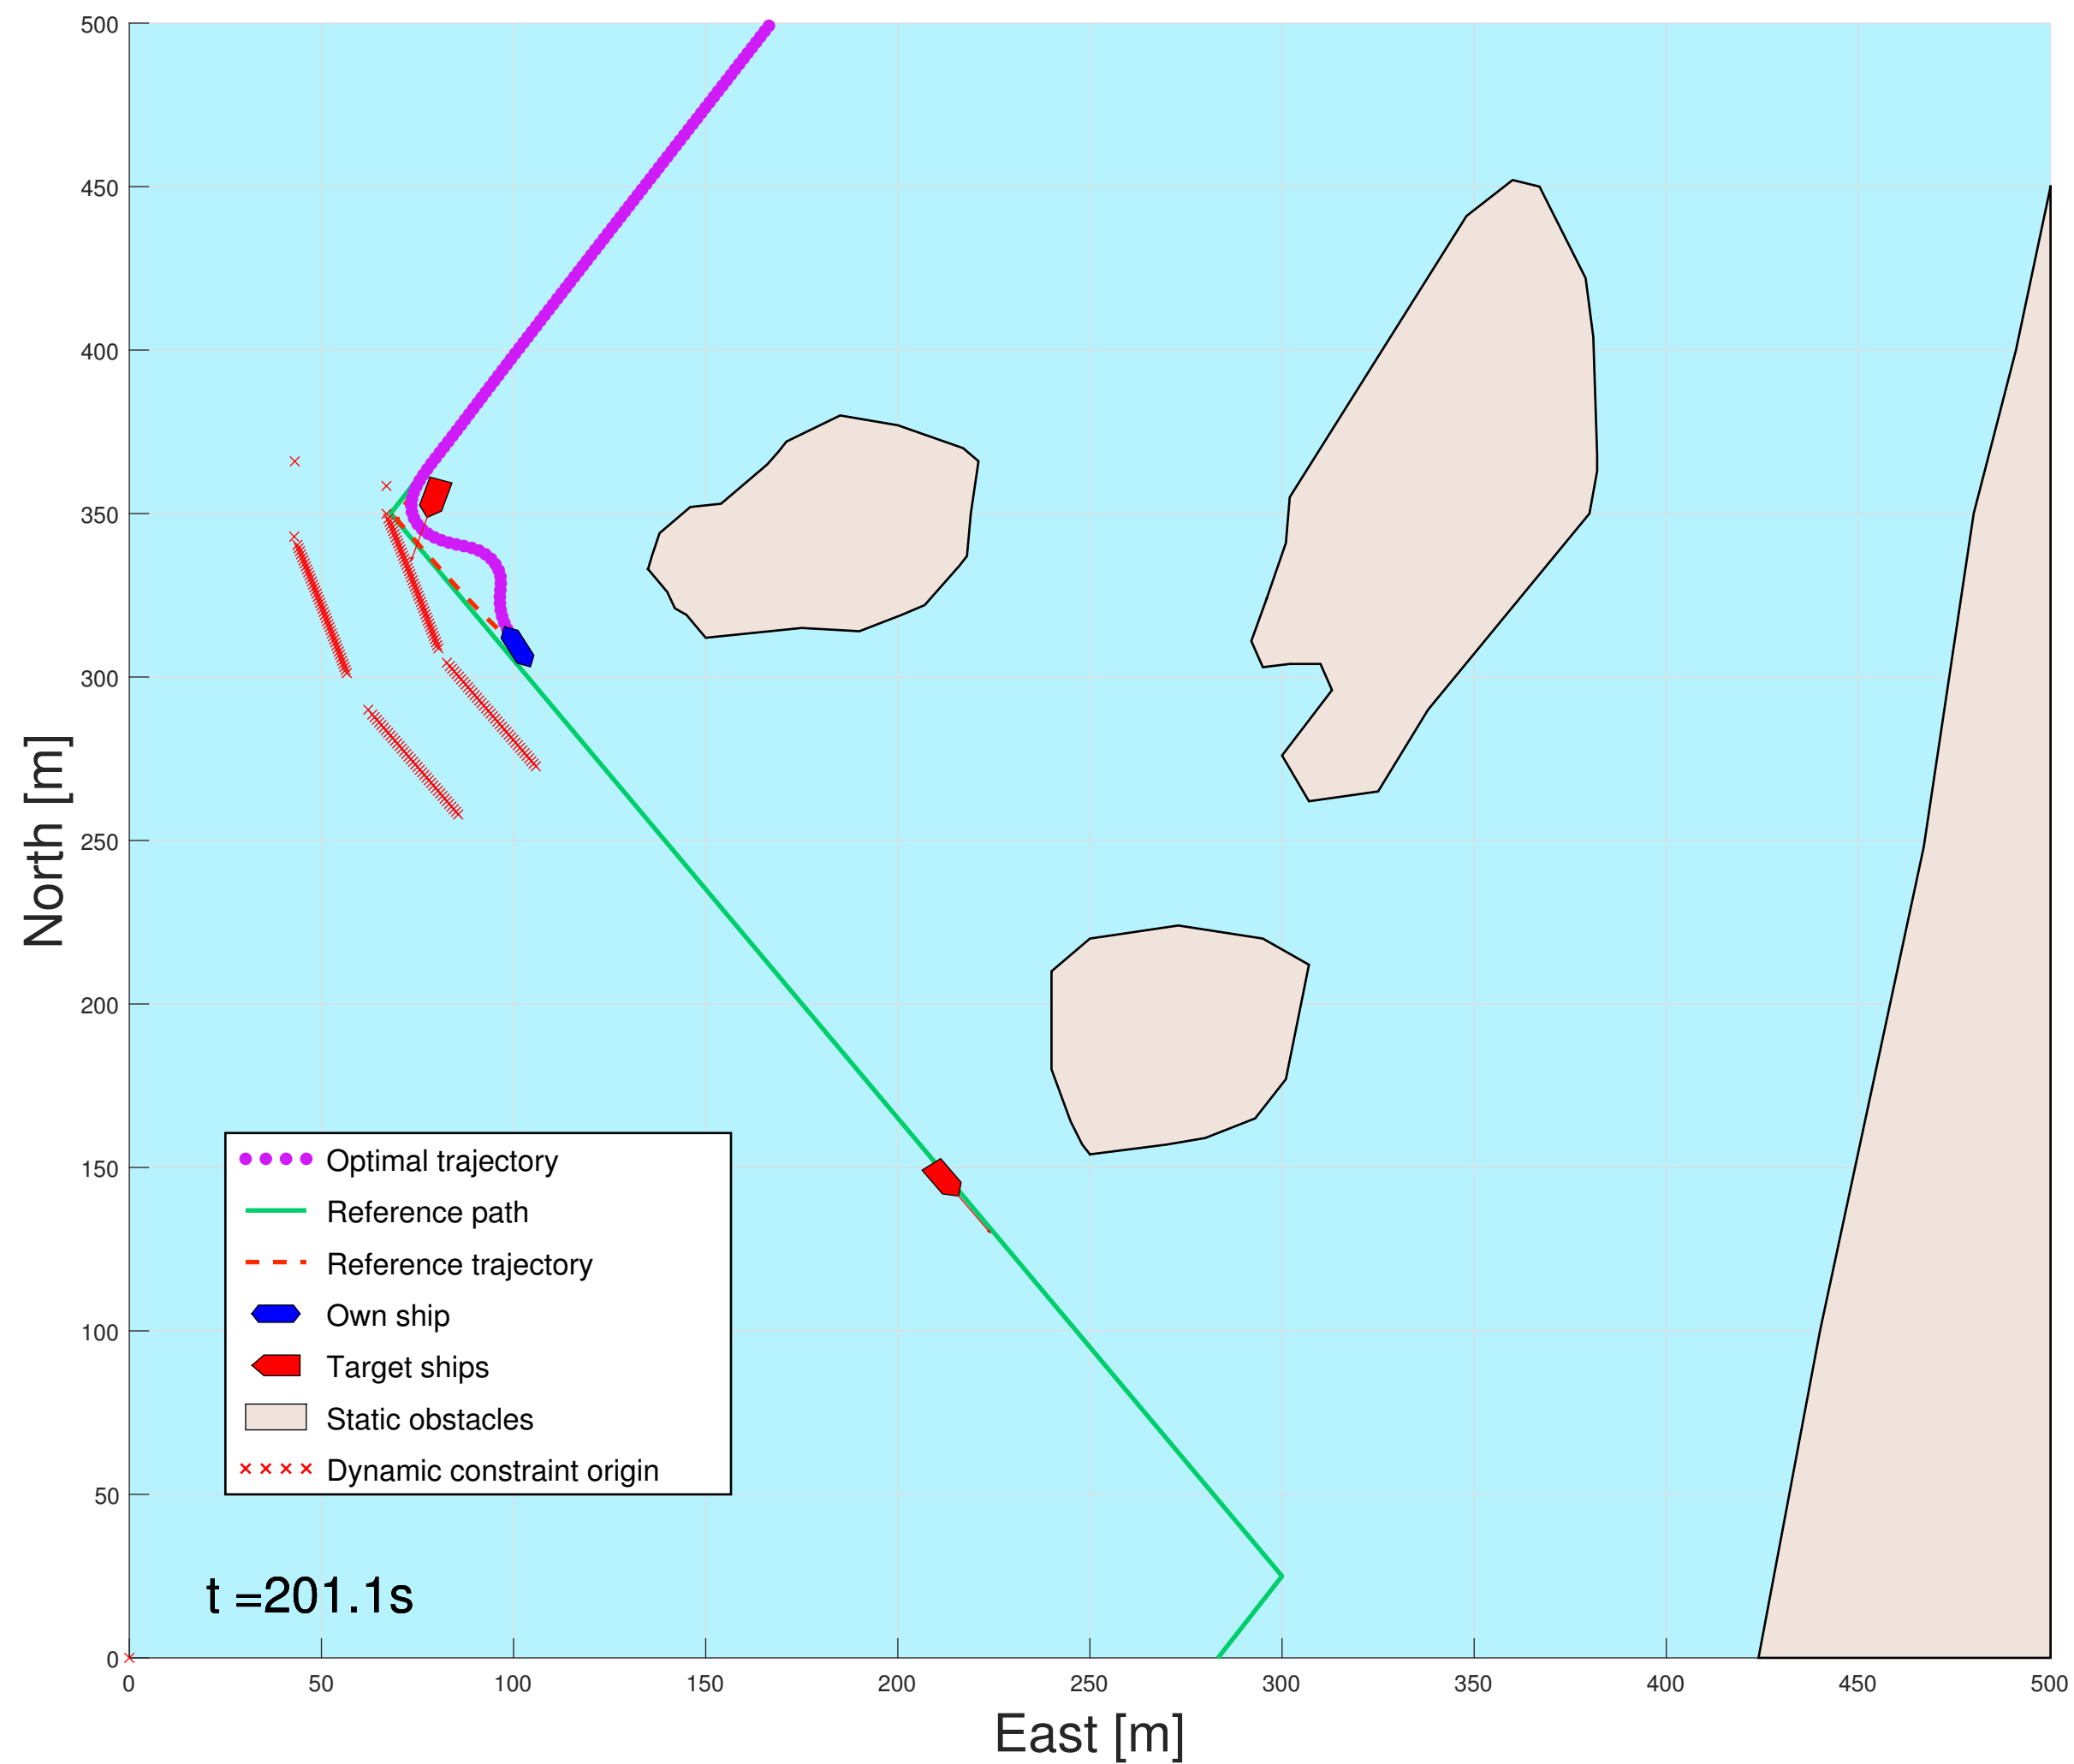 500
450
400
350
300
250
200
150
100
50
0
North [m]
Optimal trajectory
Reference path
Reference trajectory
Own ship
Target ships
Static obstacles
Dynamic constraint origin
t =201.1s
0 50 100 150 200 250 300 350 400 450 500
East [m]